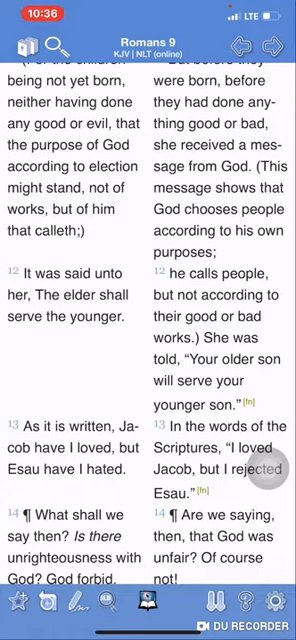 10:36
LTE
Romans 9
KJV | NLT (online)
(For the children
being not yet born,
neither having done
any good or evil, that
the purpose of God
according to election
might stand, not of
works, but of him
that calleth;)
12 It was said unto
her, The elder shall
serve the younger.
13 As it is written, Ja-
cob have I loved, but
Esau have I hated.
14 ¶ What shall we
say then? Is there
unrighteousness with
God? God forbid.
But before they
were born, before
they had done any-
thing good or bad,
she received a mes-
sage from God. (This
message shows that
God chooses people
according to his own
purposes;
12 he calls people,
but not according to
their good or bad
works.) She was
told, “Your older son
will serve your
younger son.” [fn]
13 In the words of the
Scriptures, “I loved
Jacob, but I rejected
Esau.” [fn]
14 ¶ Are we saying,
then, that God was
unfair? Of course
not!
DU RECORDER